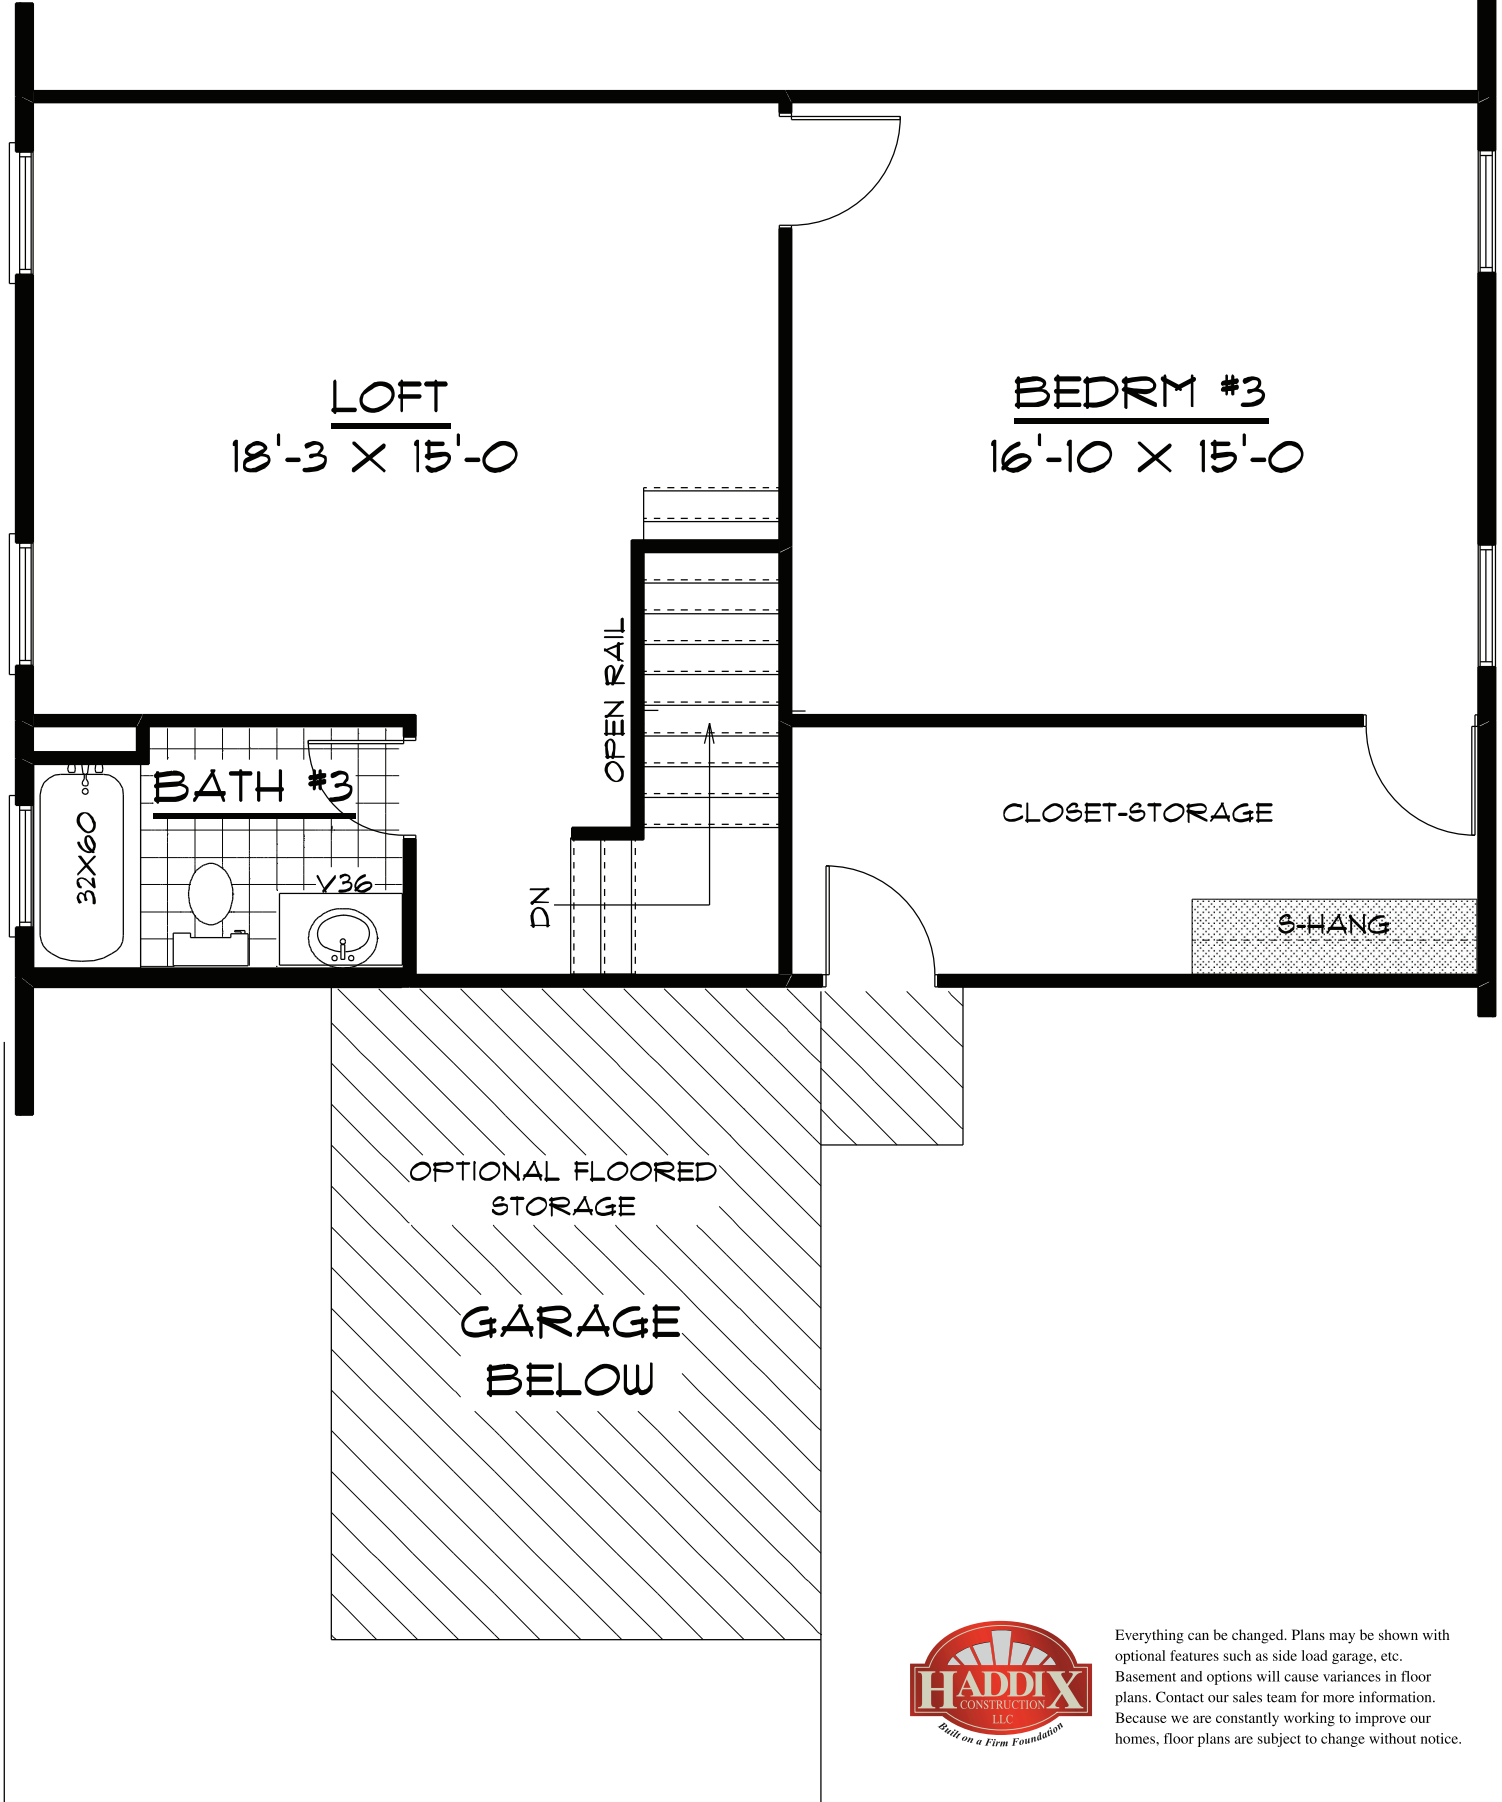 LOFT
18'-3 X 15'-0
BEDRM #3
16'-10 X 15'-0
OPEN RAIL
BATH #3
32X60
V36
DN
CLOSET-STORAGE
S-HANG
OPTIONAL FLOORED
STORAGE
GARAGE
BELOW
HADDIX
CONSTRUCTION
LLC
Built on a Firm Foundation
Everything can be changed. Plans may be shown with
optional features such as side load garage, etc.
Basement and options will cause variances in floor
plans. Contact our sales team for more information.
Because we are constantly working to improve our
homes, floor plans are subject to change without notice.